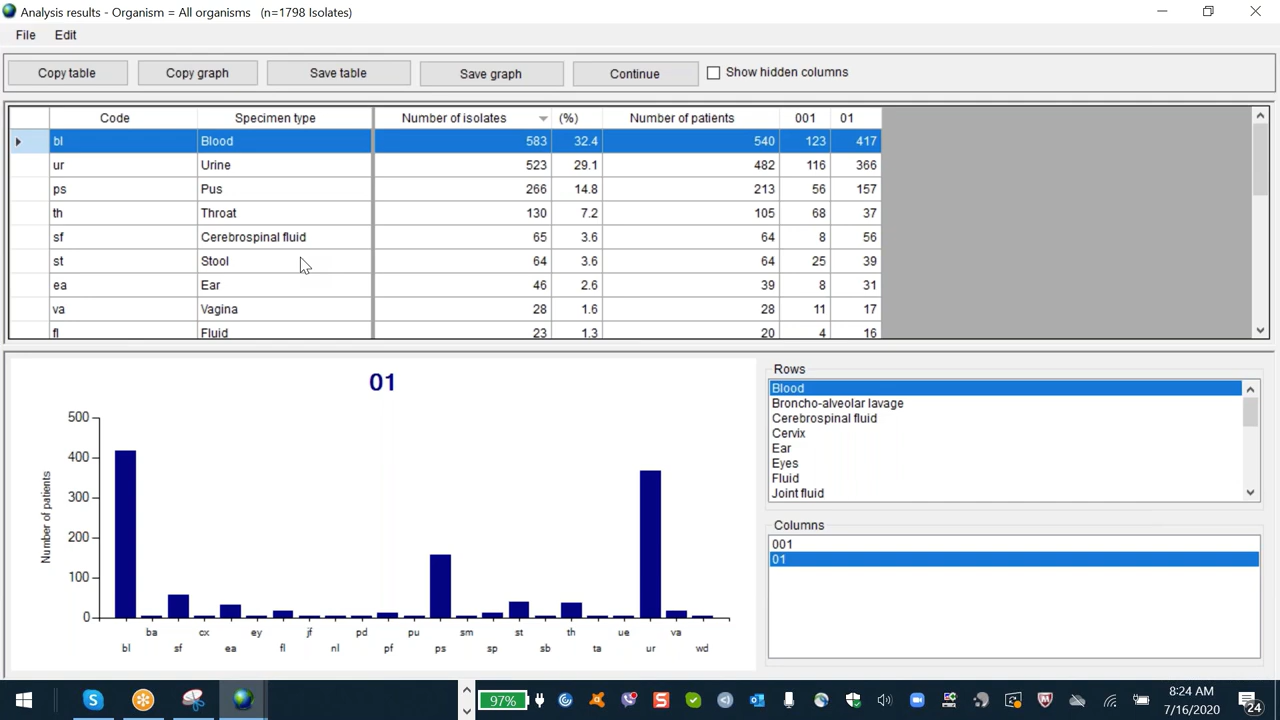 Analysis results - Organism = All organisms (n=1798 Isolates)
File Edit
Copy table Copy graph Save table Save graph Continue Show hidden columns
Code Specimen type Number of isolates (%) Number of patients 001 01
bl Blood 583 32.4 540 123 417
ur Urine 523 29.1 482 116 366
ps Pus 266 14.8 213 56 157
th Throat 130 7.2 105 68 37
sf Cerebrospinal fluid 65 3.6 64 8 56
st Stool 64 3.6 64 25 39
ea Ear 46 2.6 39 8 31
va Vagina 28 1.6 28 11 17
fl Fluid 23 1.3 20 4 16
01
Number of patients
500
400
300
200
100
0
ba cx ey jf pd pu sm st th ue va
bl sf ea fl nl pf ps sp sb ta ur wd
Rows
Blood
Broncho-alveolar lavage
Cerebrospinal fluid
Cervix
Ear
Eyes
Fluid
Joint fluid
Columns
001
01
97%
8:24 AM
7/16/2020
24